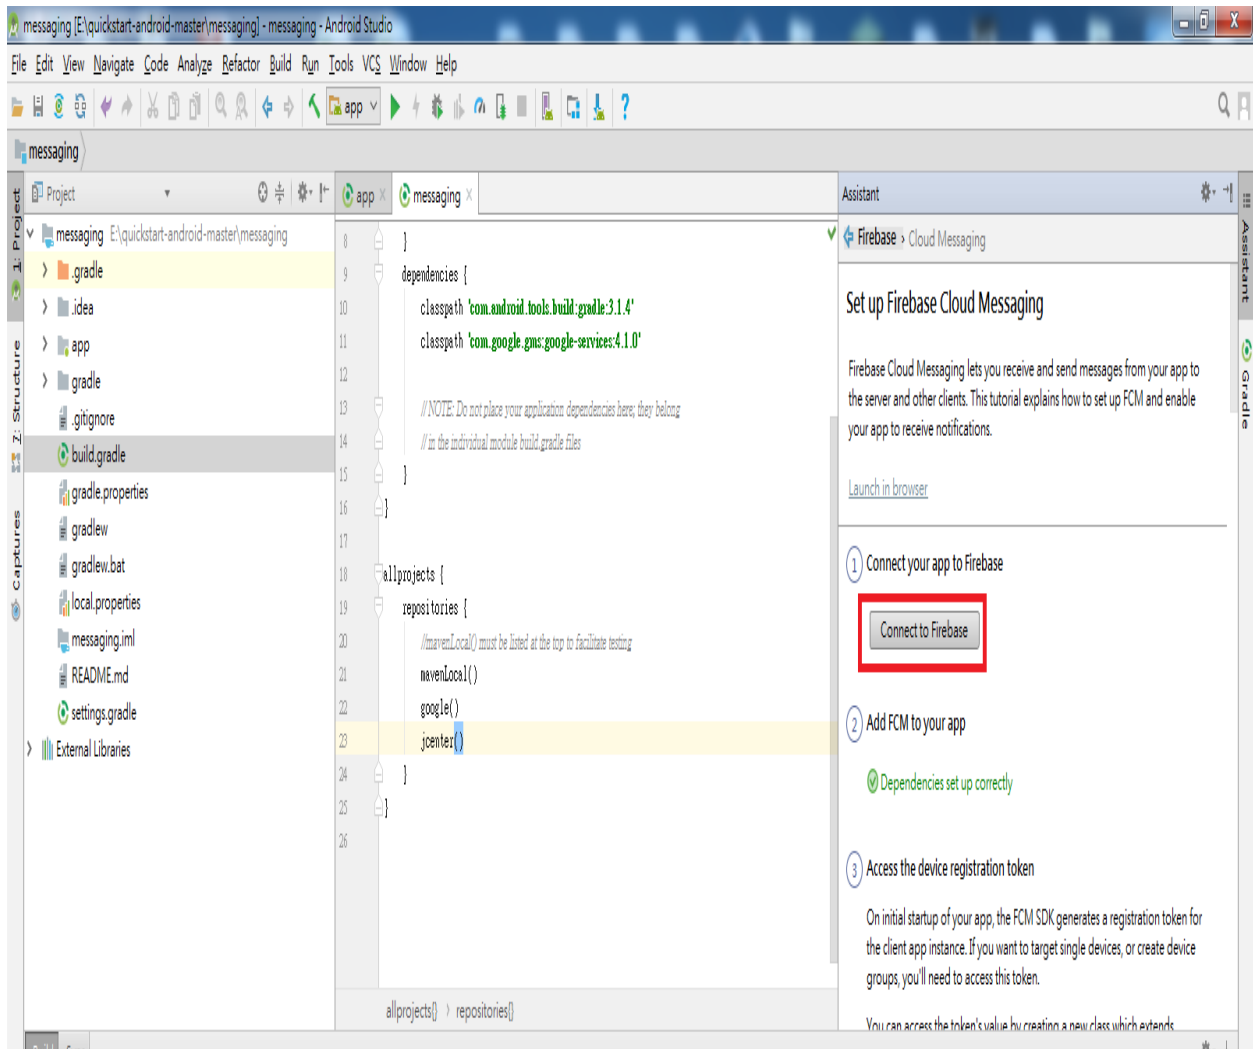 messaging [E:\quickstart-android-master\messaging] - messaging - Android Studio
File Edit View Navigate Code Analyze Refactor Build Run Tools VCS Window Help
app
messaging
Project
app
messaging
Assistant
1: Project
Z: Structure
Captures
messaging E:\quickstart-android-master\messaging
.gradle
.idea
app
gradle
.gitignore
build.gradle
gradle.properties
gradlew
gradlew.bat
local.properties
messaging.iml
README.md
settings.gradle
External Libraries
8 }
9 dependencies {
10 classpath 'com.android.tools.build:gradle:3.1.4'
11 classpath 'com.google.gms:google-services:4.1.0'
12
13 // NOTE: Do not place your application dependencies here; they belong
14 // in the individual module build.gradle files
15 }
16 }
17
18 allprojects {
19 repositories {
20 //mavenLocal() must be listed at the top to facilitate testing
21 mavenLocal()
22 google()
23 jcenter()
24 }
25 }
26
allprojects{} › repositories{}
Firebase › Cloud Messaging
Set up Firebase Cloud Messaging
Firebase Cloud Messaging lets you receive and send messages from your app to
the server and other clients. This tutorial explains how to set up FCM and enable
your app to receive notifications.
Launch in browser
1 Connect your app to Firebase
Connect to Firebase
2 Add FCM to your app
Dependencies set up correctly
3 Access the device registration token
On initial startup of your app, the FCM SDK generates a registration token for
the client app instance. If you want to target single devices, or create device
groups, you'll need to access this token.
You can access the token's value by creating a new class which extends
Assistant
Gradle